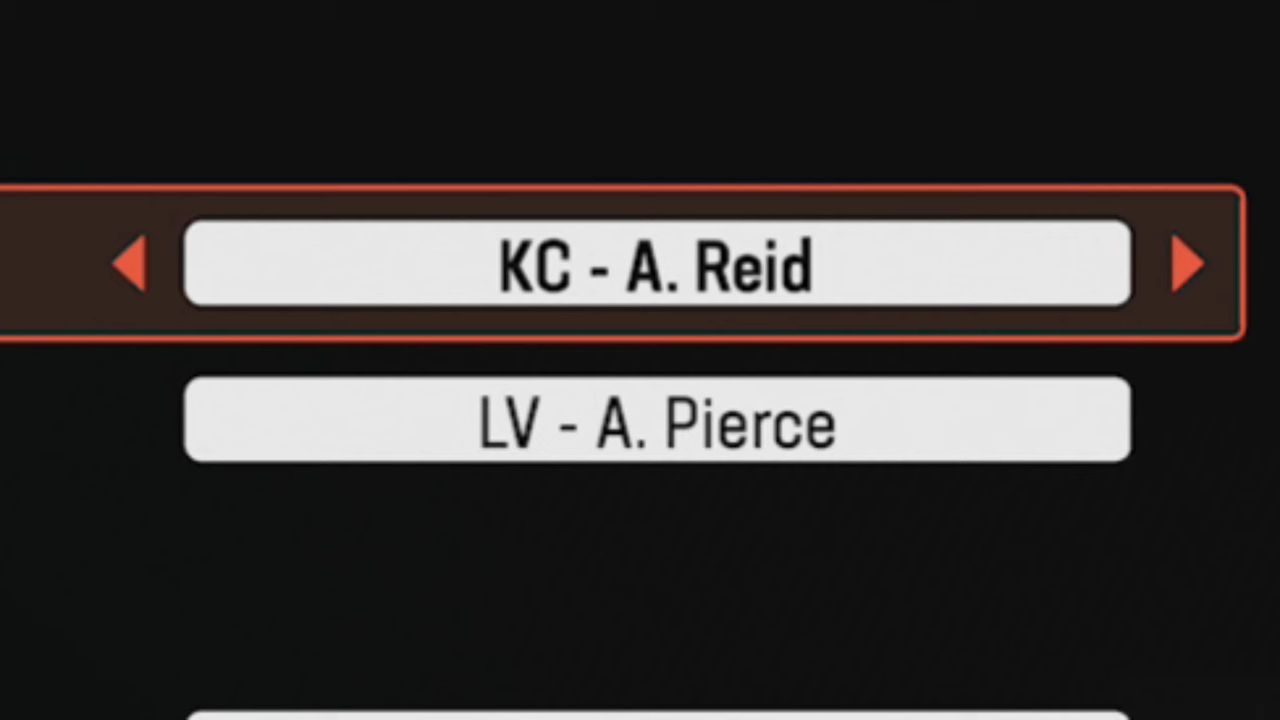 KC - A. Reid
LV - A. Pierce